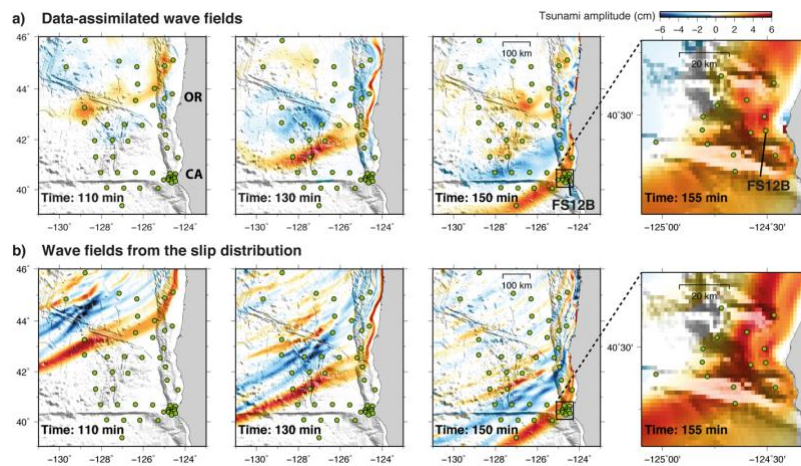 a) Data-assimilated wave fields
Tsunami amplitude (cm)
−6 −4 −2 0 2 4 6
46˚
44˚
42˚
40˚
OR
CA
100 km
20 km
40˚30'
FS12B
FS12B
Time: 110 min
Time: 130 min
Time: 150 min
Time: 155 min
−130˚ −128˚ −126˚ −124˚
−130˚ −128˚ −126˚ −124˚
−130˚ −128˚ −126˚ −124˚
−125˚00' −124˚30'
b) Wave fields from the slip distribution
46˚
44˚
42˚
40˚
100 km
20 km
40˚30'
Time: 110 min
Time: 130 min
Time: 150 min
Time: 155 min
−130˚ −128˚ −126˚ −124˚
−130˚ −128˚ −126˚ −124˚
−130˚ −128˚ −126˚ −124˚
−125˚00' −124˚30'